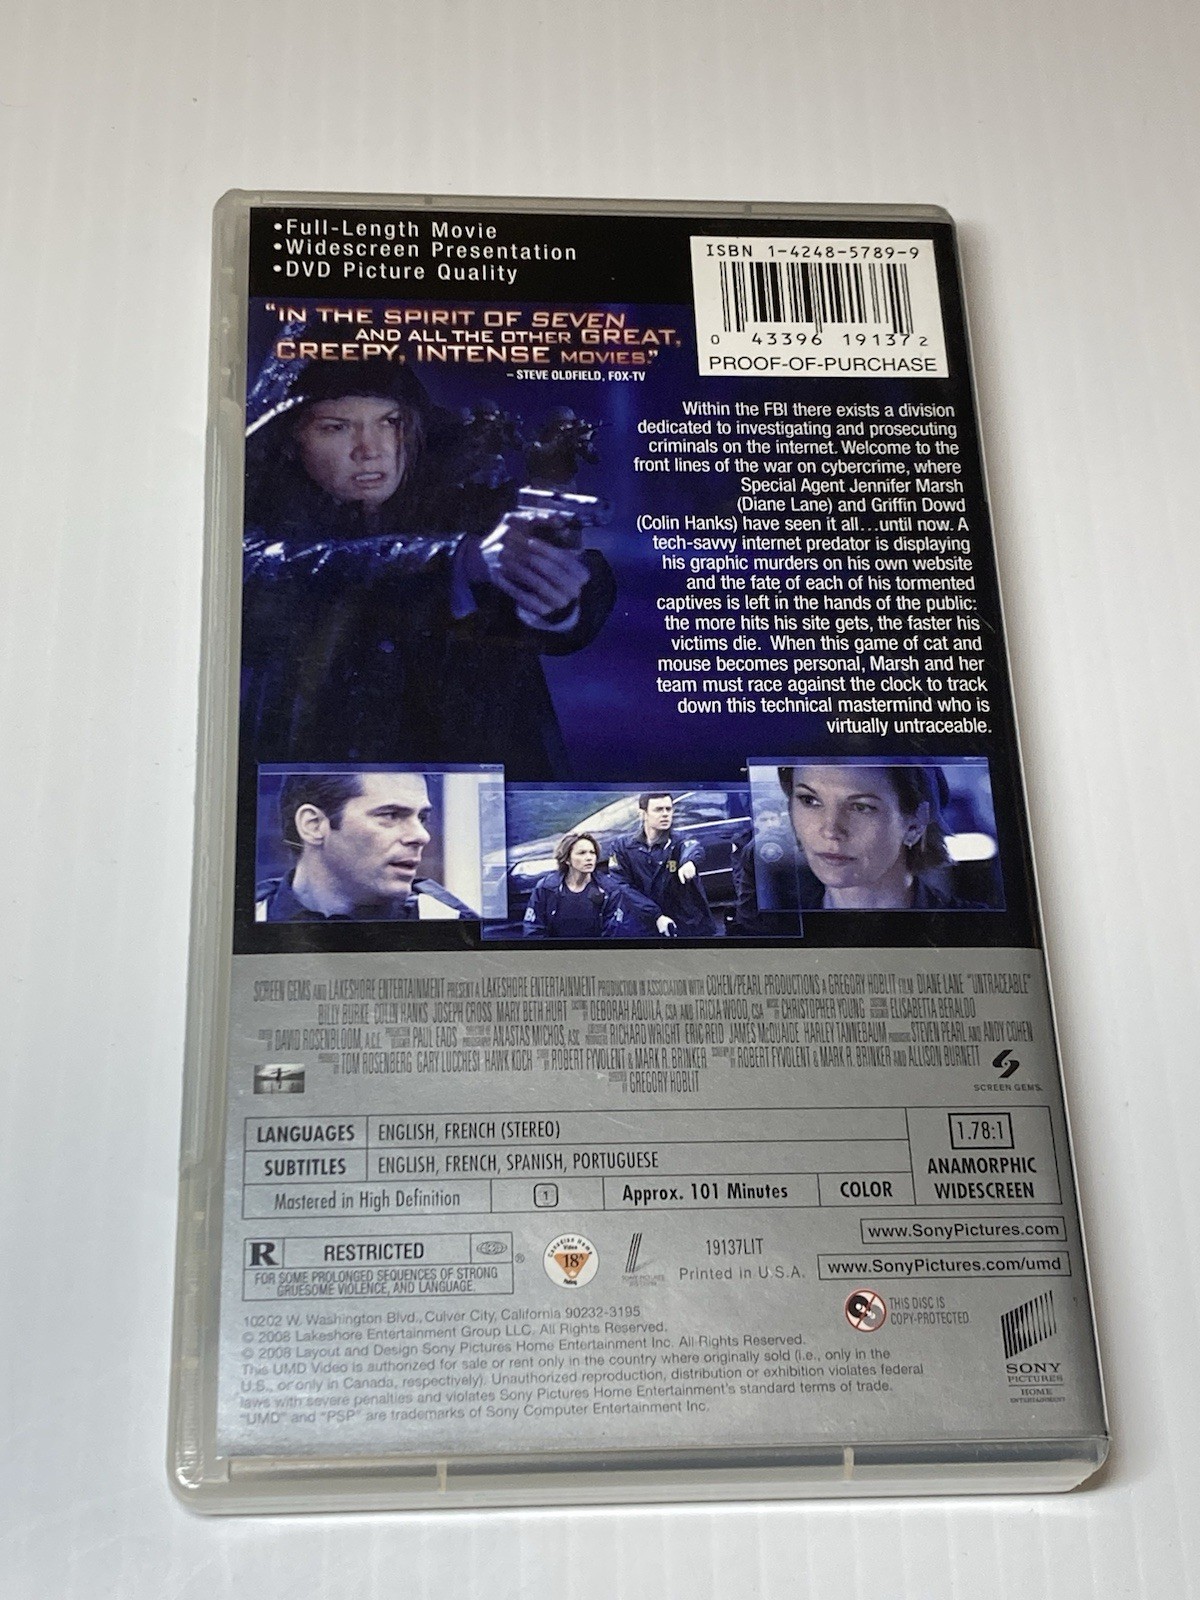 •Full-Length Movie
•Widescreen Presentation
•DVD Picture Quality
ISBN 1-4248-5789-9
0 43396 19137 2
PROOF-OF-PURCHASE
"IN THE SPIRIT OF SEVEN
AND ALL THE OTHER GREAT,
CREEPY, INTENSE MOVIES."
– STEVE OLDFIELD, FOX-TV
Within the FBI there exists a division
dedicated to investigating and prosecuting
criminals on the internet. Welcome to the
front lines of the war on cybercrime, where
Special Agent Jennifer Marsh
(Diane Lane) and Griffin Dowd
(Colin Hanks) have seen it all...until now. A
tech-savvy internet predator is displaying
his graphic murders on his own website
and the fate of each of his tormented
captives is left in the hands of the public:
the more hits his site gets, the faster his
victims die. When this game of cat and
mouse becomes personal, Marsh and her
team must race against the clock to track
down this technical mastermind who is
virtually untraceable.
SCREEN GEMS AND LAKESHORE ENTERTAINMENT PRESENT A LAKESHORE ENTERTAINMENT PRODUCTION IN ASSOCIATION WITH COHEN/PEARL PRODUCTIONS A GREGORY HOBLIT FILM DIANE LANE "UNTRACEABLE"
BILLY BURKE COLIN HANKS JOSEPH CROSS MARY BETH HURT DEBORAH AQUILA, CSA AND TRICIA WOOD, CSA CHRISTOPHER YOUNG ELISABETTA BERALDO
DAVID ROSENBLOOM, A.C.E. PAUL EADS ANASTAS MICHOS, ASC RICHARD WRIGHT ERIC REID JAMES McQUAIDE HARLEY TANNEBAUM STEVEN PEARL AND ANDY COHEN
TOM ROSENBERG GARY LUCCHESI HAWK KOCH ROBERT FYVOLENT & MARK R. BRINKER ROBERT FYVOLENT & MARK R. BRINKER AND ALLISON BURNETT
GREGORY HOBLIT
SCREEN GEMS
LANGUAGES ENGLISH, FRENCH (STEREO)
SUBTITLES ENGLISH, FRENCH, SPANISH, PORTUGUESE
Mastered in High Definition 1 Approx. 101 Minutes COLOR
1.78:1
ANAMORPHIC
WIDESCREEN
R RESTRICTED ®
FOR SOME PROLONGED SEQUENCES OF STRONG
GRUESOME VIOLENCE, AND LANGUAGE.
Canadian Home
Video
18A
Rating
19137LIT
Printed in U.S.A.
www.SonyPictures.com
www.SonyPictures.com/umd
THIS DISC IS
COPY-PROTECTED
SONY
PICTURES
HOME
ENTERTAINMENT
10202 W. Washington Blvd., Culver City, California 90232-3195
© 2008 Lakeshore Entertainment Group LLC. All Rights Reserved.
© 2008 Layout and Design Sony Pictures Home Entertainment Inc. All Rights Reserved.
This UMD Video is authorized for sale or rent only in the country where originally sold (i.e., only in the
U.S., or only in Canada, respectively). Unauthorized reproduction, distribution or exhibition violates federal
laws with severe penalties and violates Sony Pictures Home Entertainment's standard terms of trade.
"UMD" and "PSP" are trademarks of Sony Computer Entertainment Inc.